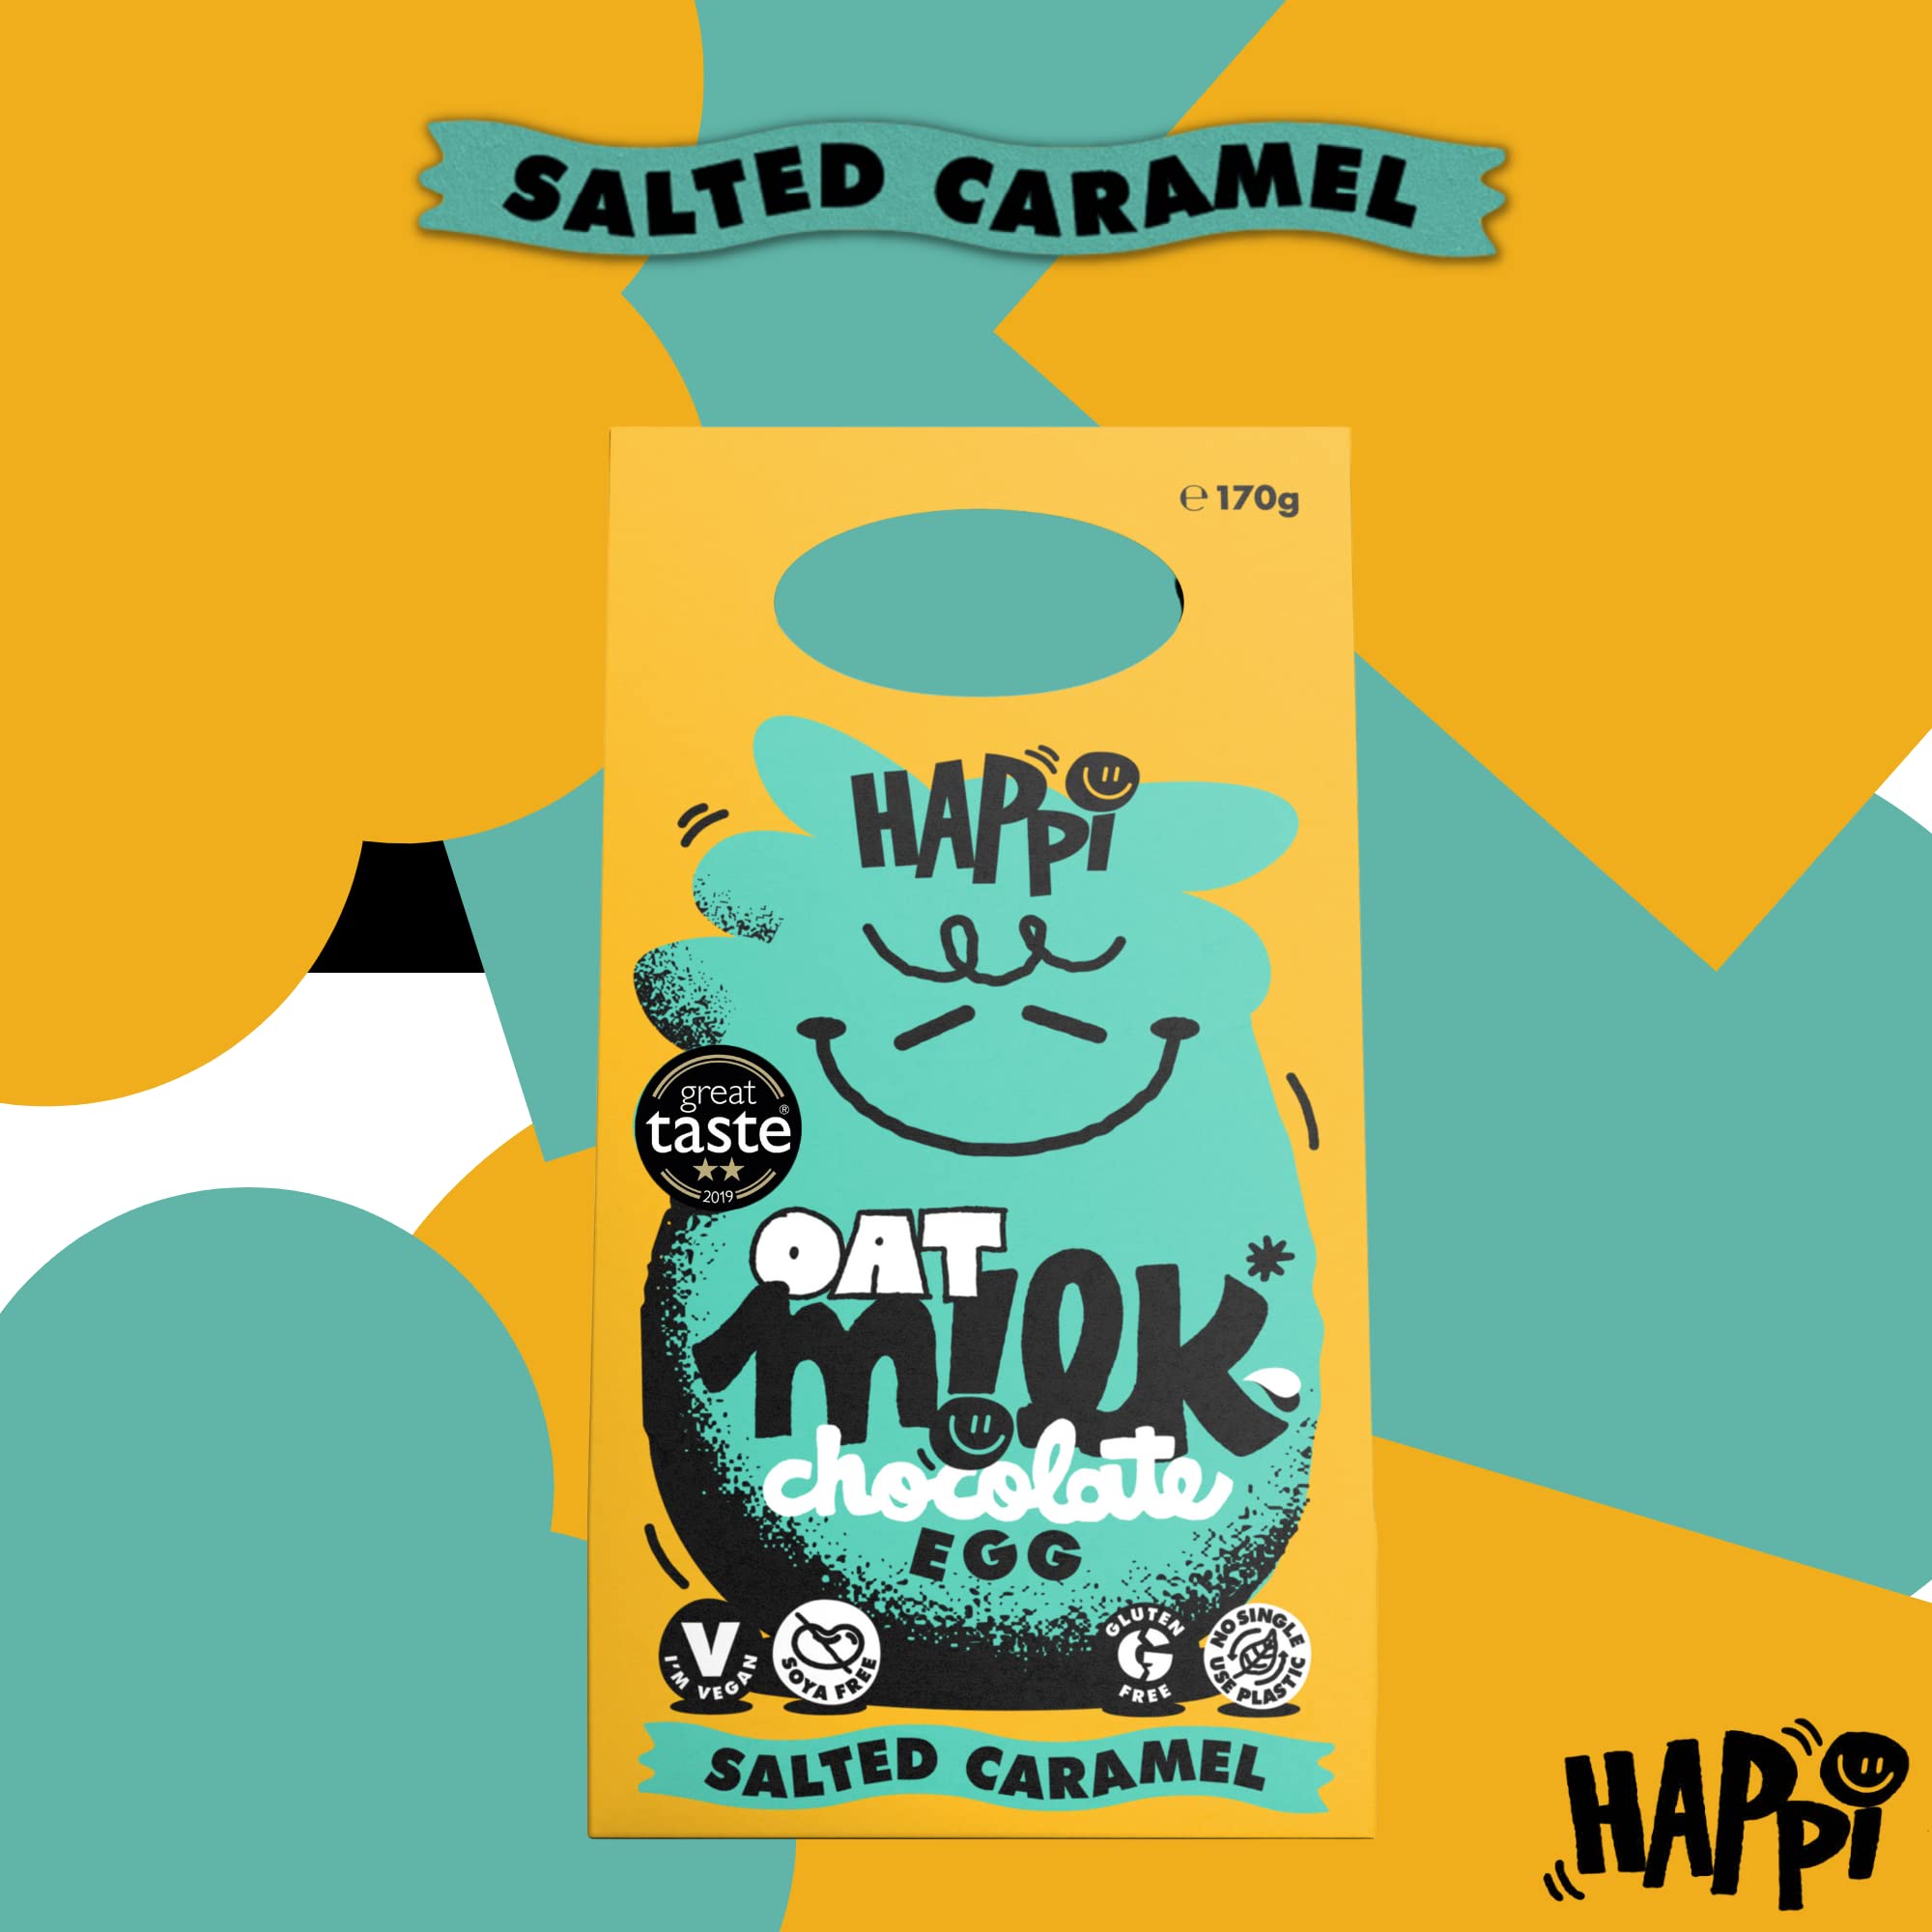 SALTED CARAMEL
℮ 170g
HAPPi
great
taste®
2019
OAT
milk*
chocolate
EGG
V
I'M VEGAN
SOYA FREE
GLUTEN
FREE
NO SINGLE
USE PLASTIC
SALTED CARAMEL
HAPPi